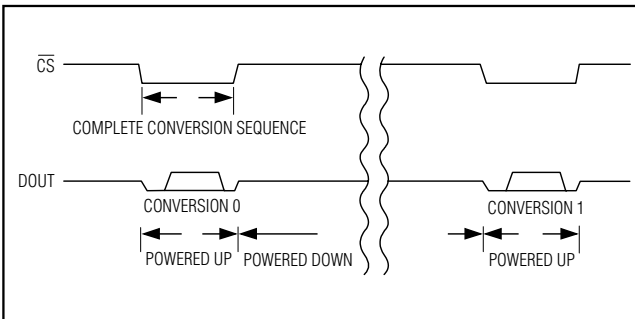 CS
COMPLETE CONVERSION SEQUENCE
DOUT
CONVERSION 0
CONVERSION 1
POWERED UP
POWERED DOWN
POWERED UP